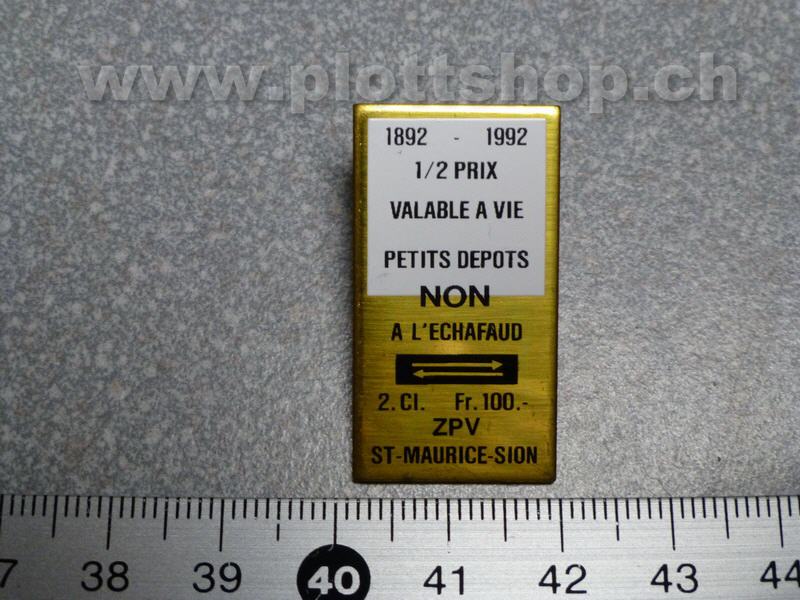 www.plottshop.ch
1892 - 1992
1/2 PRIX
VALABLE A VIE
PETITS DEPOTS
NON
A L'ECHAFAUD
2. Cl. Fr. 100.-
ZPV
ST-MAURICE-SION
7 38 39 40 41 42 43 44